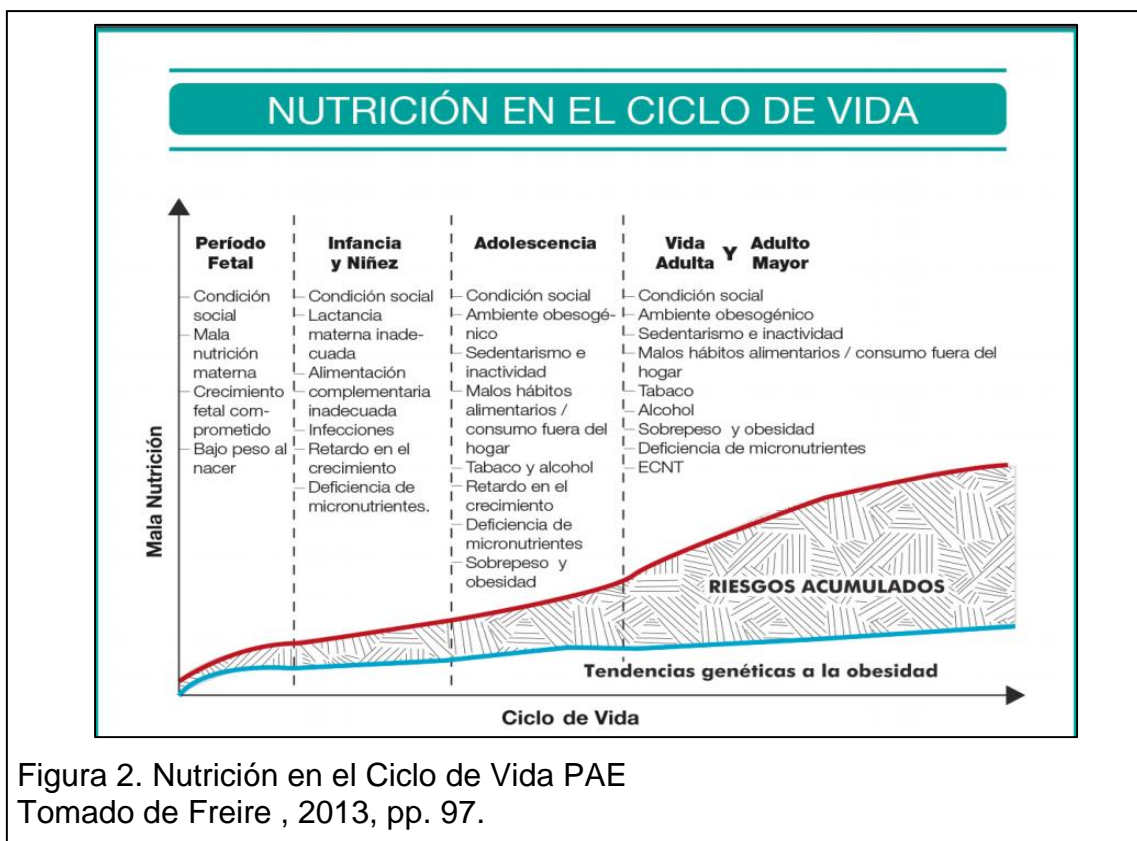 NUTRICIÓN EN EL CICLO DE VIDA
Mala Nutrición
Período
Fetal
Condición
social
Mala
nutrición
materna
Crecimiento
fetal com-
prometido
Bajo peso al
nacer
Infancia
y Niñez
Condición social
Lactancia
materna inade-
cuada
Alimentación
complementaria
inadecuada
Infecciones
Retardo en el
crecimiento
Deficiencia de
micronutrientes.
Adolescencia
Condición social
Ambiente obesogé-
nico
Sedentarismo e
inactividad
Malos hábitos
alimentarios /
consumo fuera del
hogar
Tabaco y alcohol
Retardo en el
crecimiento
Deficiencia de
micronutrientes
Sobrepeso y
obesidad
Vida
Adulta Y Adulto
Mayor
Condición social
Ambiente obesogénico
Sedentarismo e inactividad
Malos hábitos alimentarios / consumo fuera del
hogar
Tabaco
Alcohol
Sobrepeso y obesidad
Deficiencia de micronutrientes
ECNT
RIESGOS ACUMULADOS
Tendencias genéticas a la obesidad
Ciclo de Vida
Figura 2. Nutrición en el Ciclo de Vida PAE
Tomado de Freire , 2013, pp. 97.